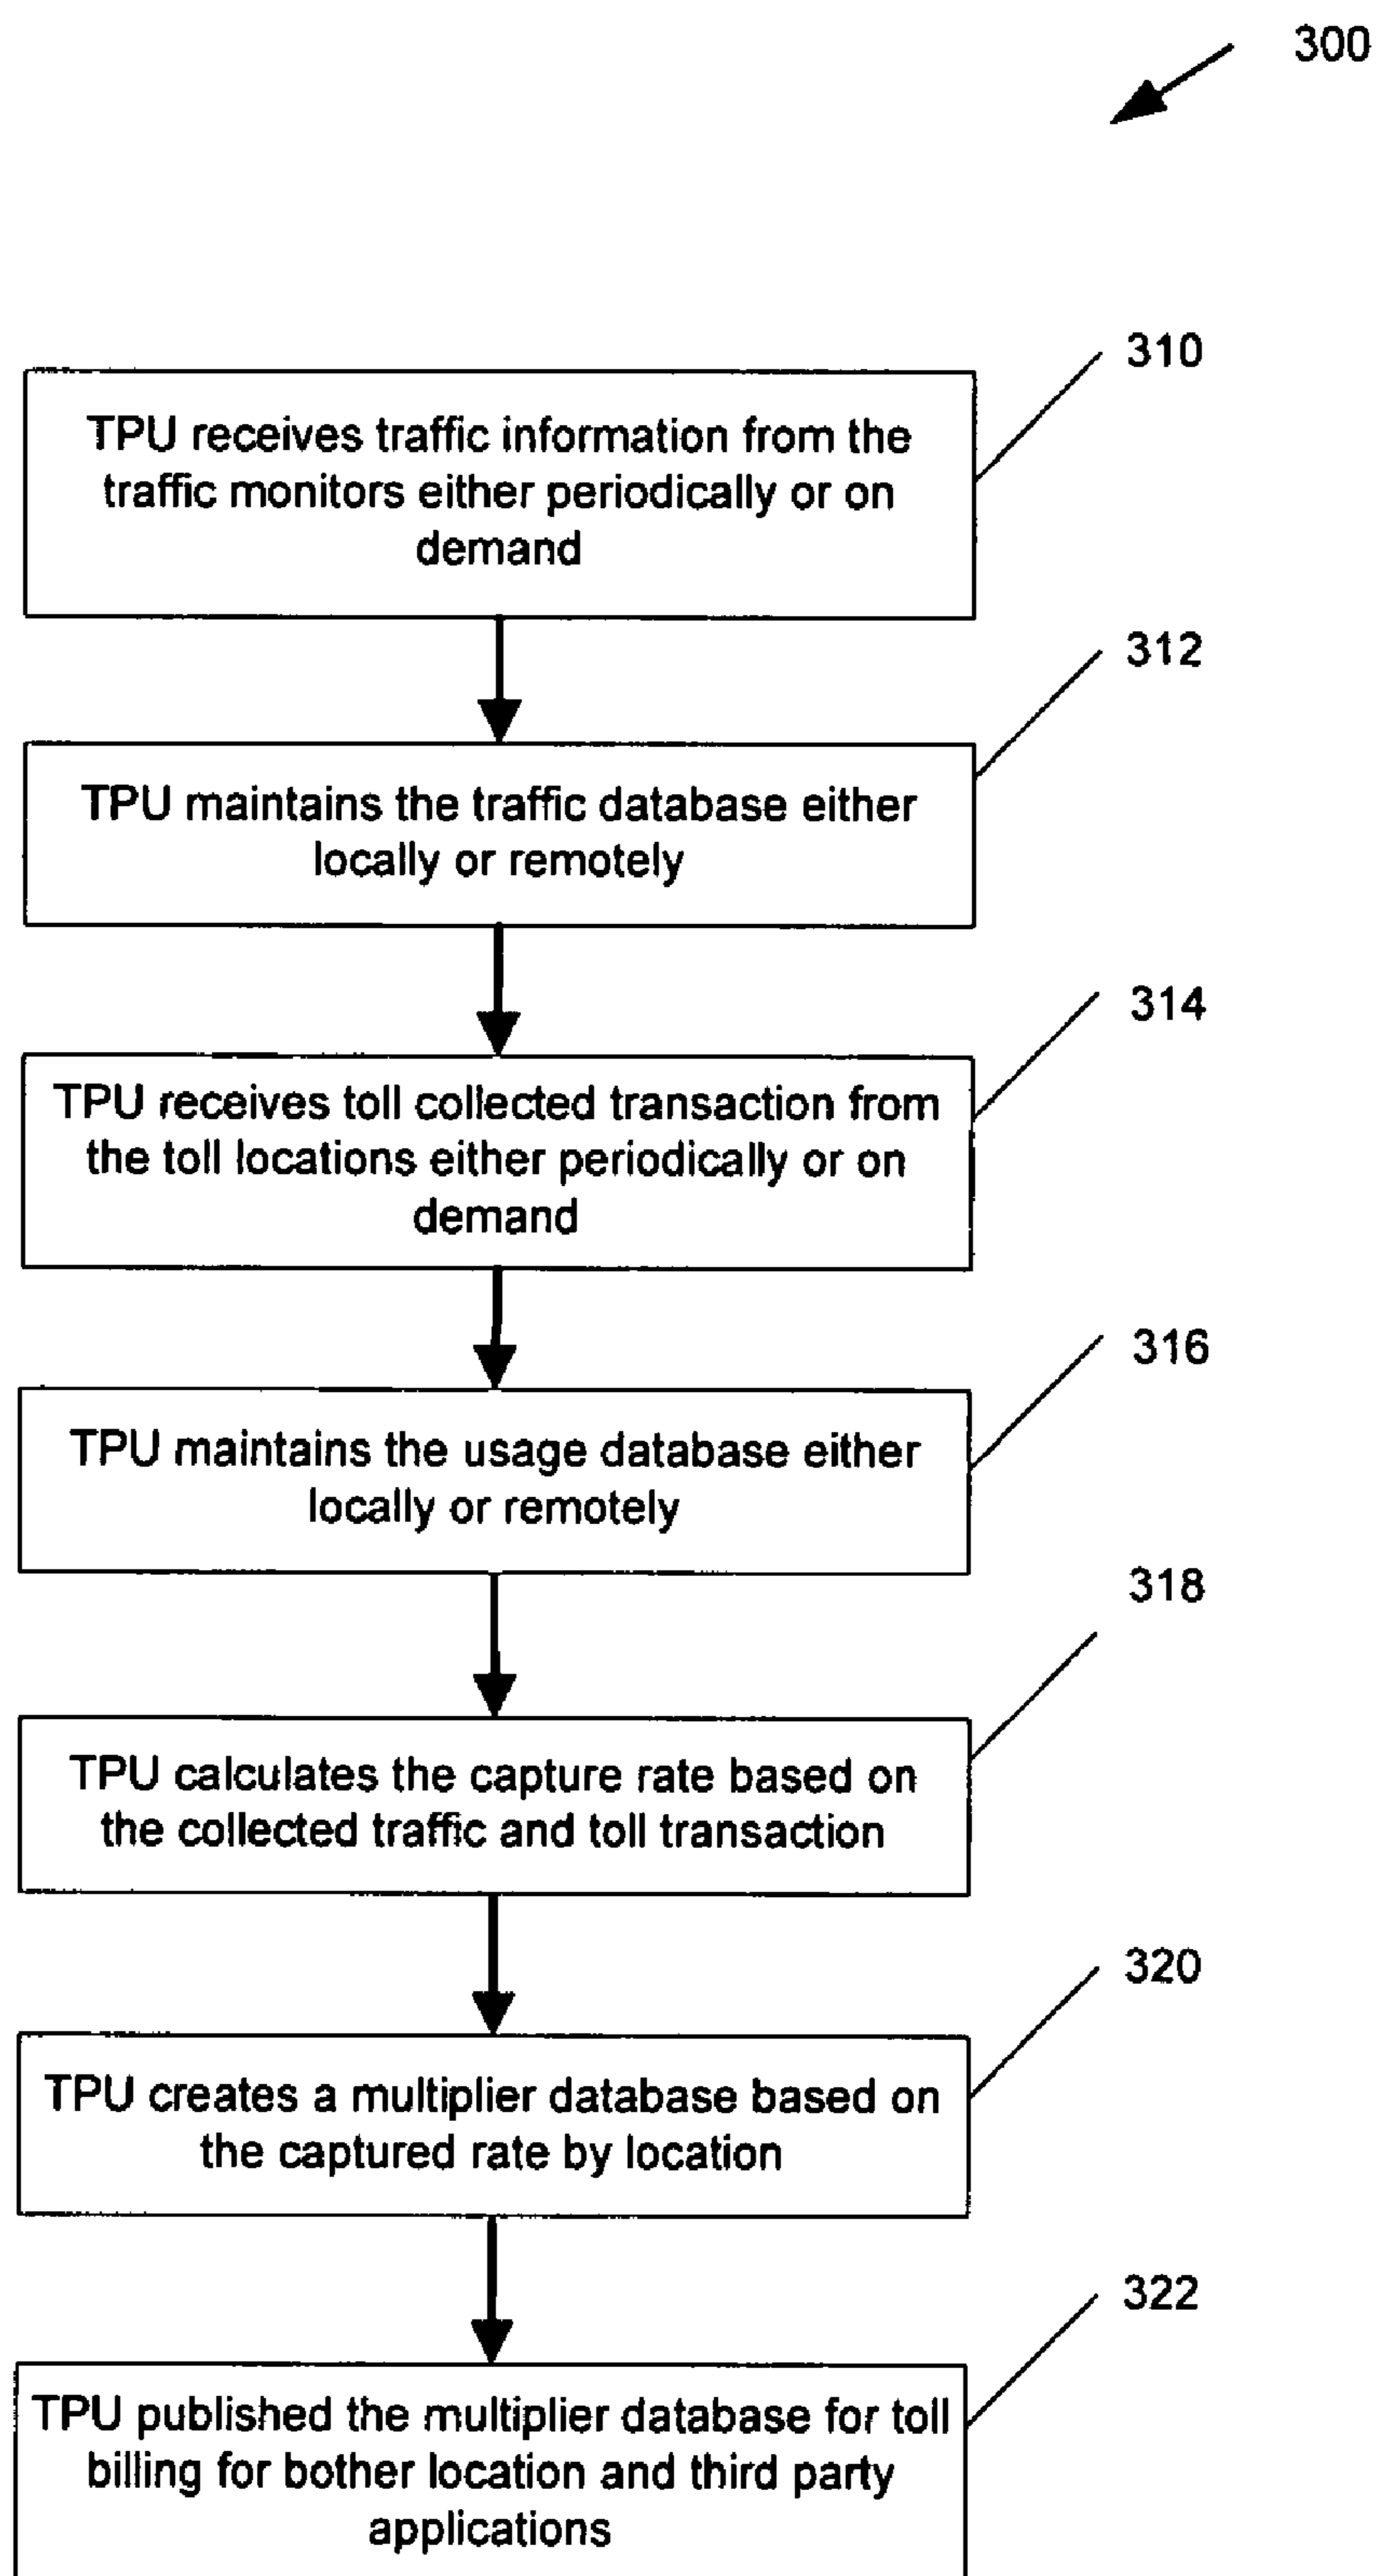 300
310
TPU receives traffic information from the
traffic monitors either periodically or on
demand
312
TPU maintains the traffic database either
locally or remotely
314
TPU receives toll collected transaction from
the toll locations either periodically or on
demand
316
TPU maintains the usage database either
locally or remotely
318
TPU calculates the capture rate based on
the collected traffic and toll transaction
320
TPU creates a multiplier database based on
the captured rate by location
322
TPU published the multiplier database for toll
billing for bother location and third party
applications